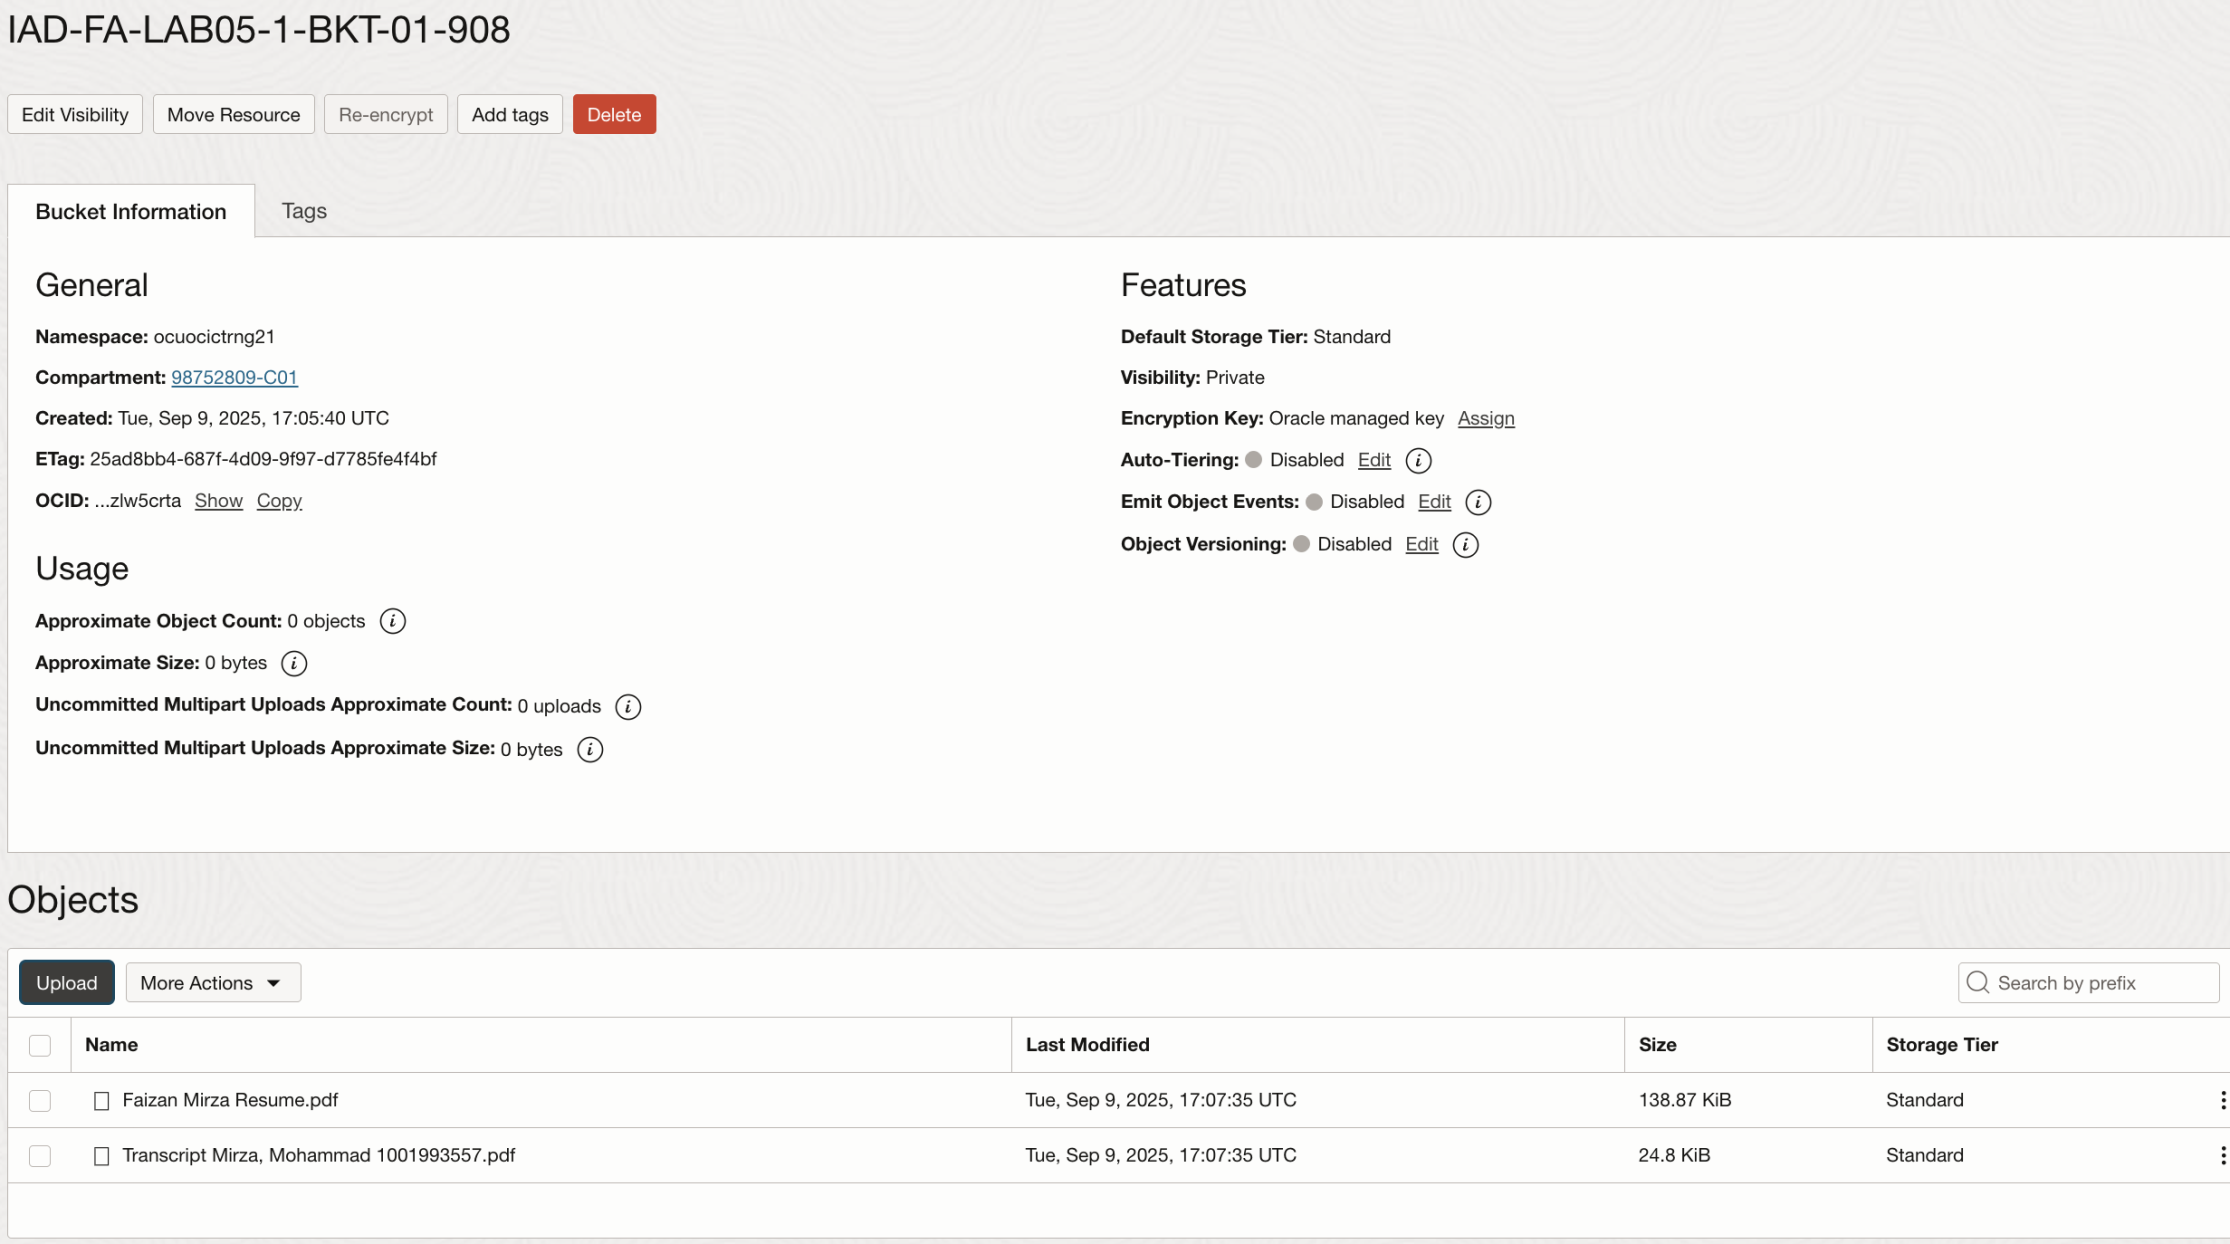 IAD-FA-LAB05-1-BKT-01-908
Edit Visibility Move Resource Re-encrypt Add tags Delete
Bucket Information Tags
General
Namespace: ocuocictrng21
Compartment: 98752809-C01
Created: Tue, Sep 9, 2025, 17:05:40 UTC
ETag: 25ad8bb4-687f-4d09-9f97-d7785fe4f4bf
OCID: ...zlw5crta Show Copy
Usage
Approximate Object Count: 0 objects i
Approximate Size: 0 bytes i
Uncommitted Multipart Uploads Approximate Count: 0 uploads i
Uncommitted Multipart Uploads Approximate Size: 0 bytes i
Features
Default Storage Tier: Standard
Visibility: Private
Encryption Key: Oracle managed key Assign
Auto-Tiering: Disabled Edit i
Emit Object Events: Disabled Edit i
Object Versioning: Disabled Edit i
Objects
Upload More Actions Search by prefix
Name Last Modified Size Storage Tier
Faizan Mirza Resume.pdf Tue, Sep 9, 2025, 17:07:35 UTC 138.87 KiB Standard
Transcript Mirza, Mohammad 1001993557.pdf Tue, Sep 9, 2025, 17:07:35 UTC 24.8 KiB Standard